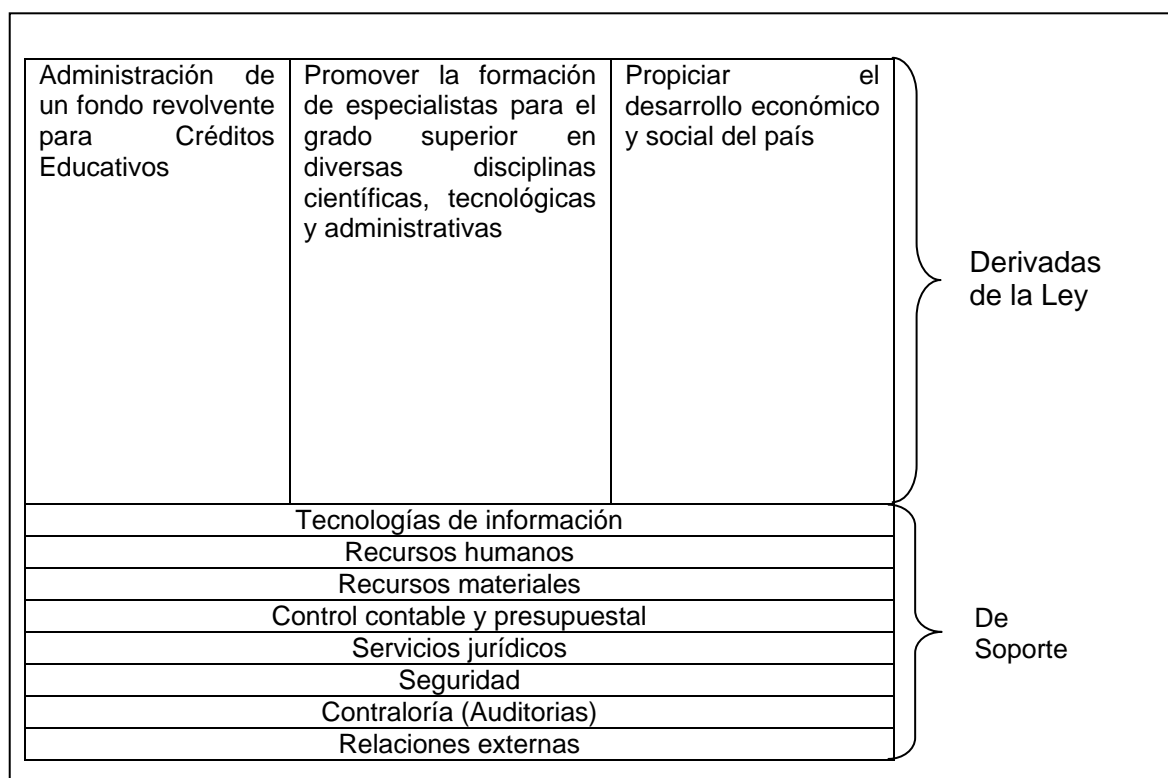 Administración de
un fondo revolvente
para Créditos
Educativos
Promover la formación
de especialistas para el
grado superior en
diversas disciplinas
científicas, tecnológicas
y administrativas
Propiciar el
desarrollo económico
y social del país
Derivadas
de la Ley
Tecnologías de información
Recursos humanos
Recursos materiales
Control contable y presupuestal
Servicios jurídicos
Seguridad
Contraloría (Auditorias)
Relaciones externas
De
Soporte